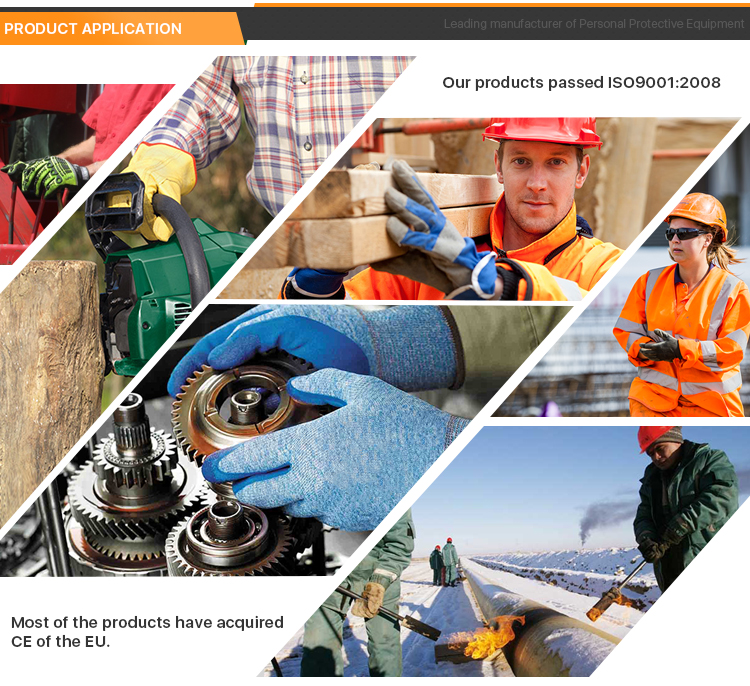 PRODUCT APPLICATION
Leading manufacturer of Personal Protective Equipment
Our products passed ISO9001:2008
Most of the products have acquired
CE of the EU.